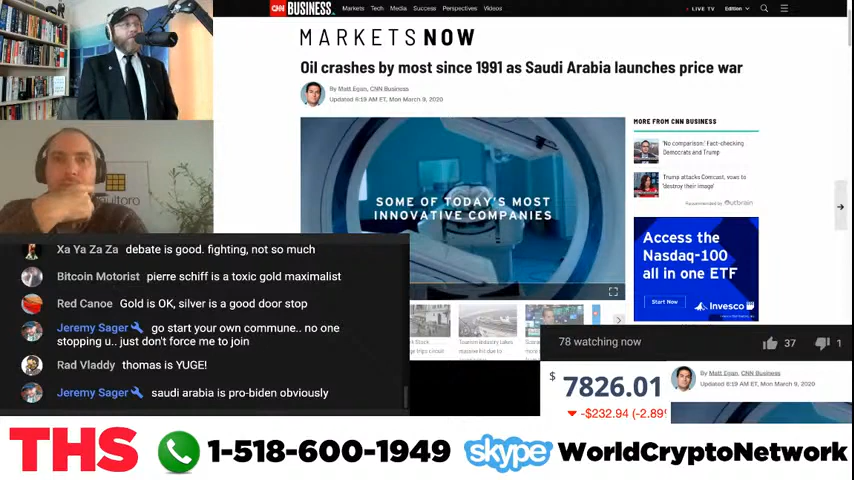 CNN BUSINESS Markets Tech Media Success Perspectives Videos LIVE TV Edition
MARKETS NOW
Oil crashes by most since 1991 as Saudi Arabia launches price war
By Matt Egan, CNN Business
Updated 8:19 AM ET, Mon March 9, 2020
SOME OF TODAY'S MOST
INNOVATIVE COMPANIES
MORE FROM CNN BUSINESS
'No comparison:' Fact-checking
Democrats and Trump
Trump attacks Comcast, vows to
'destroy their image'
Recommended by Outbrain
Access the
Nasdaq-100
all in one ETF
Start Now
Invesco
Xa Ya Za Za debate is good. fighting, not so much
Bitcoin Motorist pierre schiff is a toxic gold maximalist
Red Canoe Gold is OK, silver is a good door stop
Jeremy Sager go start your own commune.. no one
stopping u.. just don't force me to join
Rad Vladdy thomas is YUGE!
Jeremy Sager saudi arabia is pro-biden obviously
78 watching now 37 1
$ 7826.01
-$232.94 (-2.89
By Matt Egan, CNN Business
Updated 8:19 AM ET, Mon March 9, 2020
THS 1-518-600-1949 skype WorldCryptoNetwork